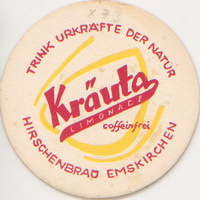 TRINK URKRÄFTE DER NATUR
Kräuta
LIMONADE
coffeinfrei
HIRSCHENBRÄU EMSKIRCHEN